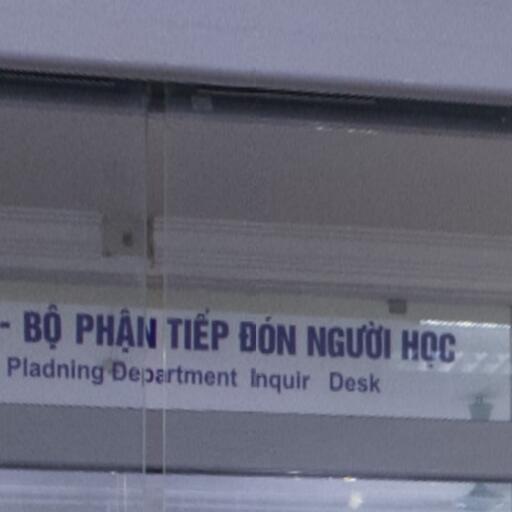 - BỘ PHẬN TIẾP ĐÓN NGƯỜI HỌC
Pladning Department Inquir Desk